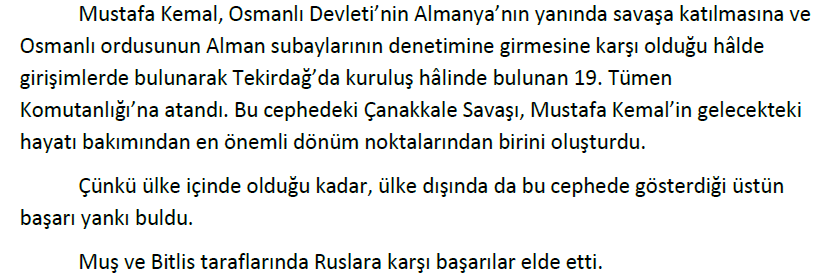 Mustafa Kemal, Osmanlı Devleti’nin Almanya’nın yanında savaşa katılmasına ve
Osmanlı ordusunun Alman subaylarının denetimine girmesine karşı olduğu hâlde
girişimlerde bulunarak Tekirdağ’da kuruluş hâlinde bulunan 19. Tümen
Komutanlığı’na atandı. Bu cephedeki Çanakkale Savaşı, Mustafa Kemal’in gelecekteki
hayatı bakımından en önemli dönüm noktalarından birini oluşturdu.
Çünkü ülke içinde olduğu kadar, ülke dışında da bu cephede gösterdiği üstün
başarı yankı buldu.
Muş ve Bitlis taraflarında Ruslara karşı başarılar elde etti.